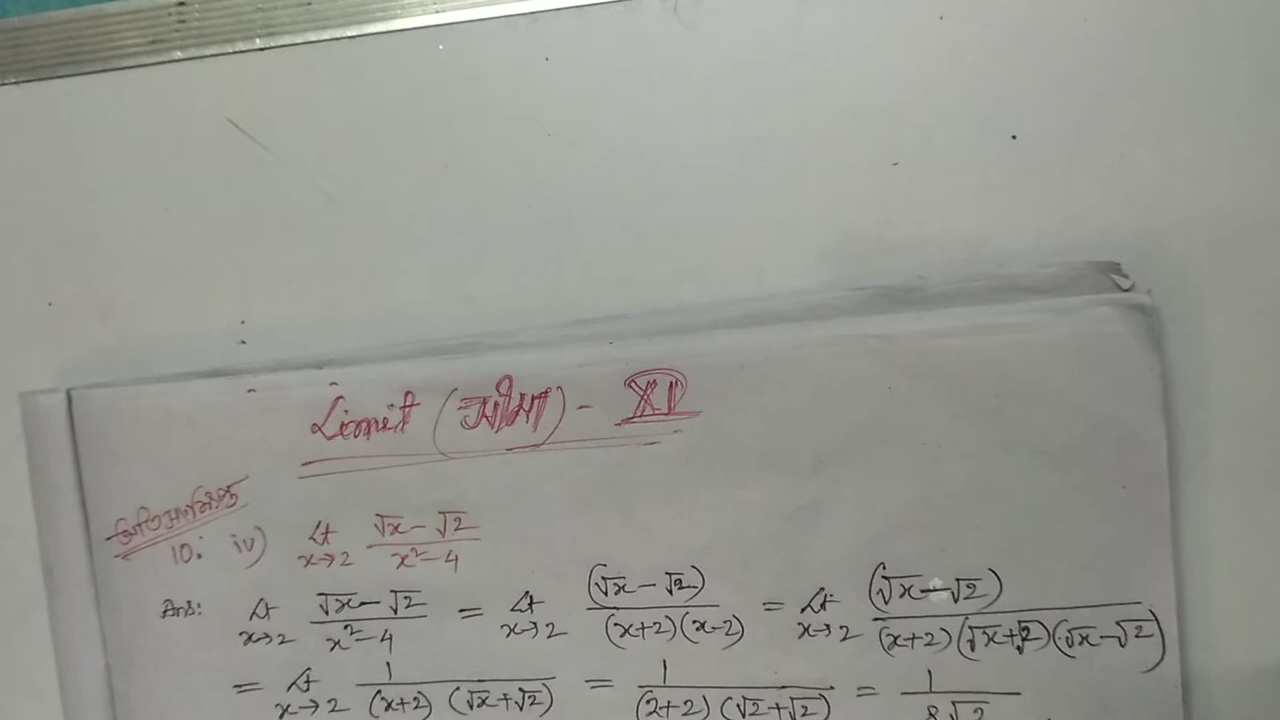 Limit (সীমা) - XI
অতিসংক্ষিপ্ত
10. iv) Lt x→2 (√x - √2)/(x² - 4)
Ans: Lt x→2 (√x - √2)/(x² - 4) = Lt x→2 (√x - √2)/((x+2)(x-2)) = Lt x→2 (√x - √2)/((x+2)(√x+√2)(√x-√2))
= Lt x→2 1/((x+2)(√x+√2)) = 1/((2+2)(√2+√2)) = 1/(8√2)